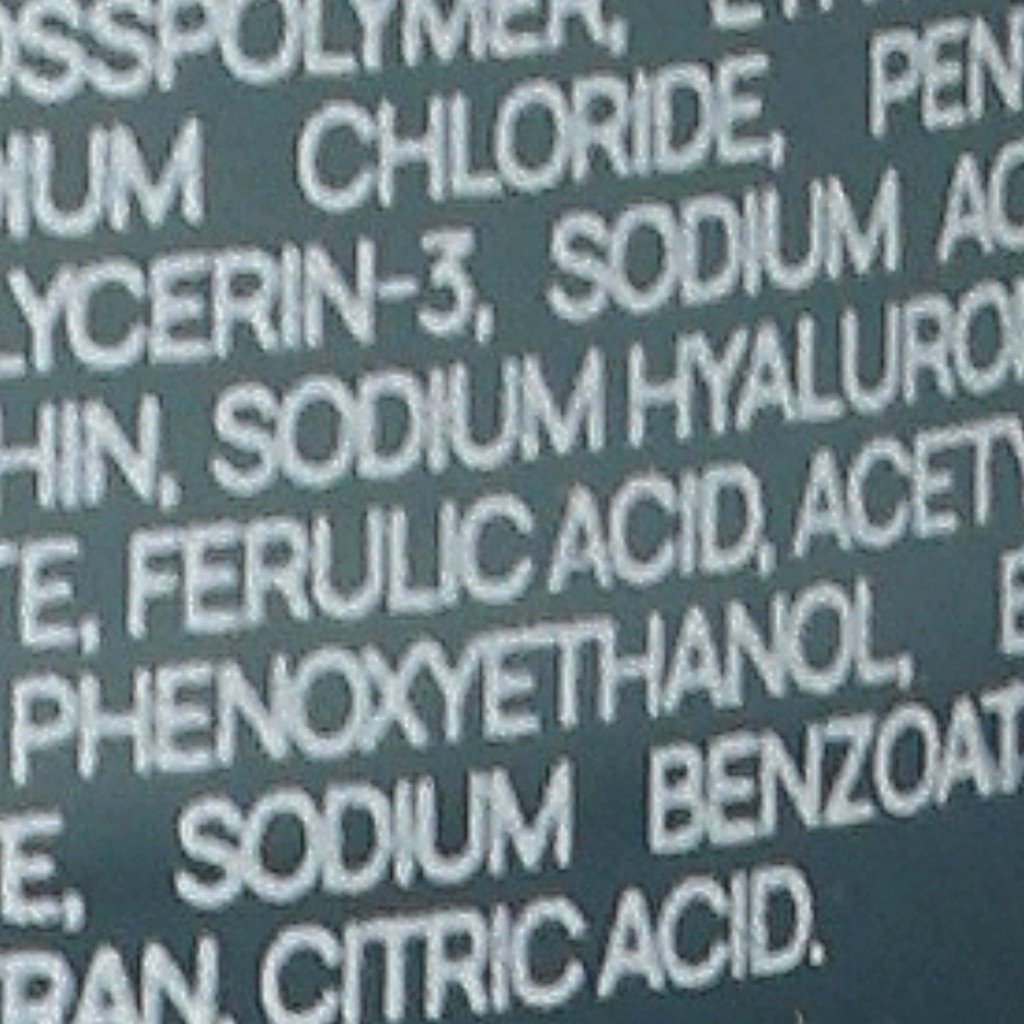 OSSPOLYMER,
IUM CHLORIDE, PEN
LYCERIN-3, SODIUM AC
HIN, SODIUM HYALURON
TE, FERULIC ACID, ACETY
PHENOXYETHANOL,
E, SODIUM BENZOAT
RAN, CITRIC ACID.